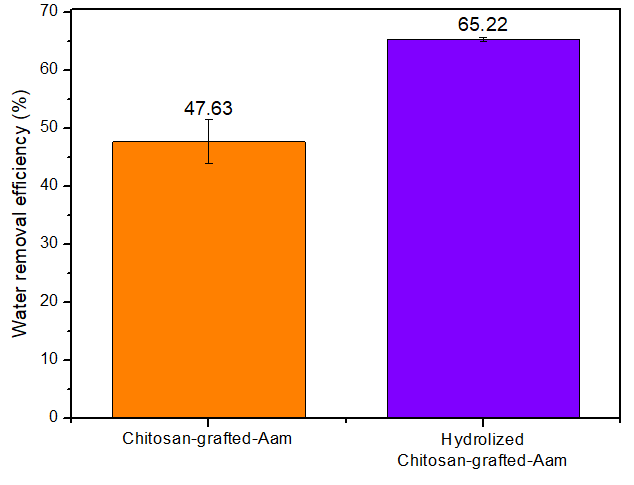 Water removal efficiency (%)
70
60
50
40
30
20
10
0
47.63
65.22
Chitosan-grafted-Aam
Hydrolized
Chitosan-grafted-Aam